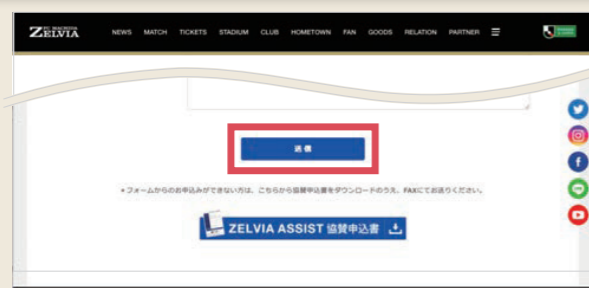 FC MACHIDA
ZELVIA
NEWS MATCH TICKETS STADIUM CLUB HOMETOWN FAN GOODS RELATION PARTNER
送信
*フォームからのお申込みができない方は、こちらから協賛申込書をダウンロードのうえ、FAXにてお送りください。
ZELVIA ASSIST 協賛申込書